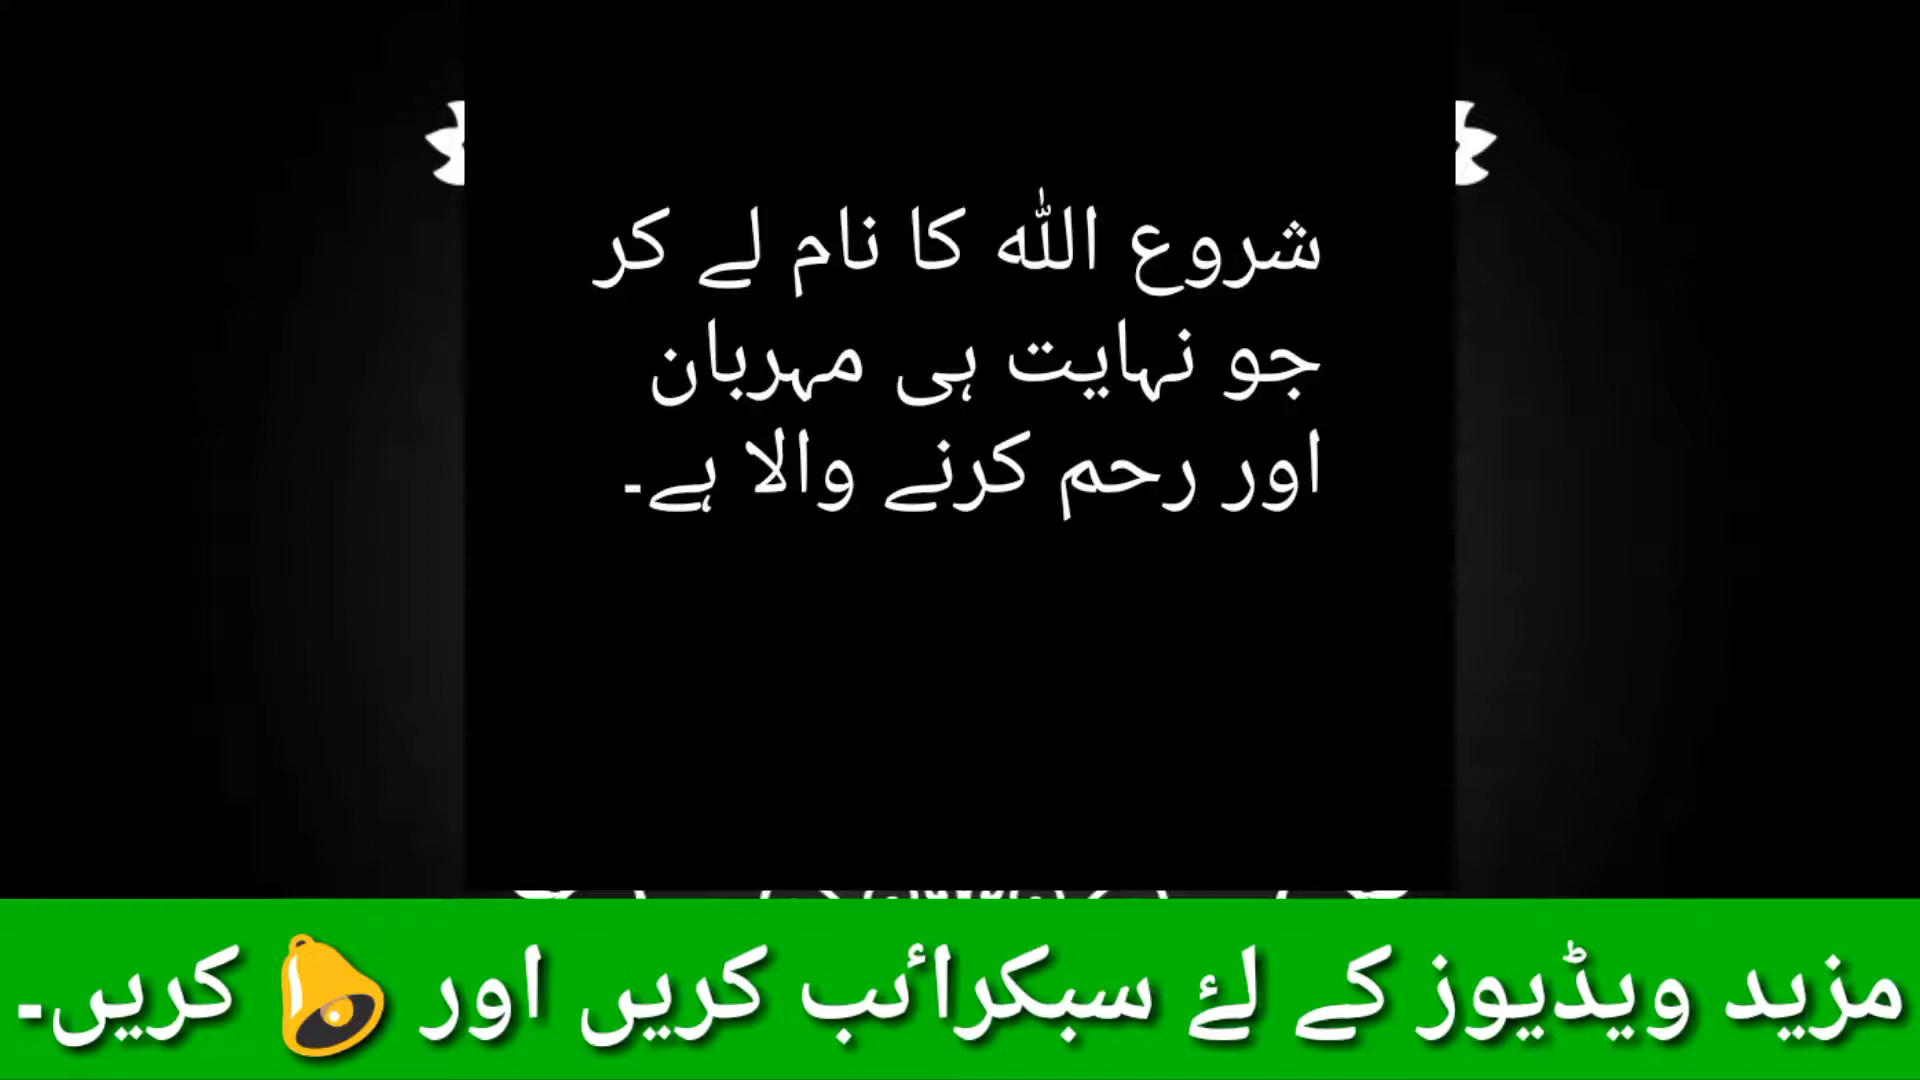 شروع اللہ کا نام لے کر
جو نہایت ہی مہربان
اور رحم کرنے والا ہے۔
مزید ویڈیوز کے لۓ سبکرائب کریں اور 🔔 کریں۔